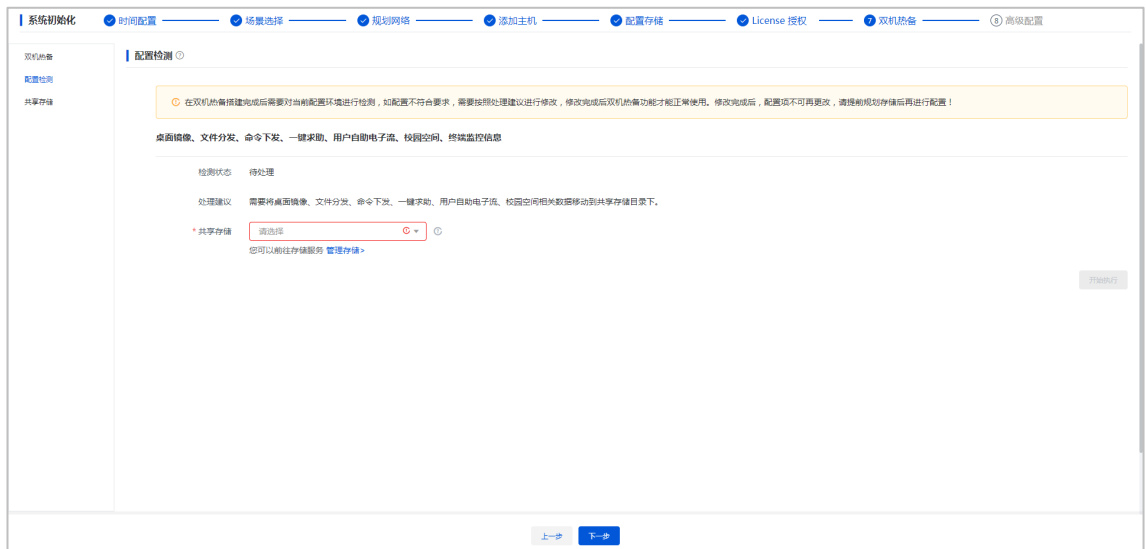 系统初始化
时间配置
场景选择
规划网络
添加主机
配置存储
License 授权
7 双机热备
8 高级配置
双机热备
配置检测
共享存储
配置检测
在双机热备搭建完成后需要对当前配置环境进行检测，如配置不符合要求，需要按照处理建议进行修改，修改完成后双机热备功能才能正常使用。修改完成后，配置项不可再更改，请提前规划存储后再进行配置！
桌面镜像、文件分发、命令下发、一键求助、用户自助电子流、校园空间、终端监控信息
检测状态 待处理
处理建议 需要将桌面镜像、文件分发、命令下发、一键求助、用户自助电子流、校园空间相关数据移动到共享存储目录下。
* 共享存储 请选择
您可以前往存储服务 管理存储>
开始执行
上一步 下一步